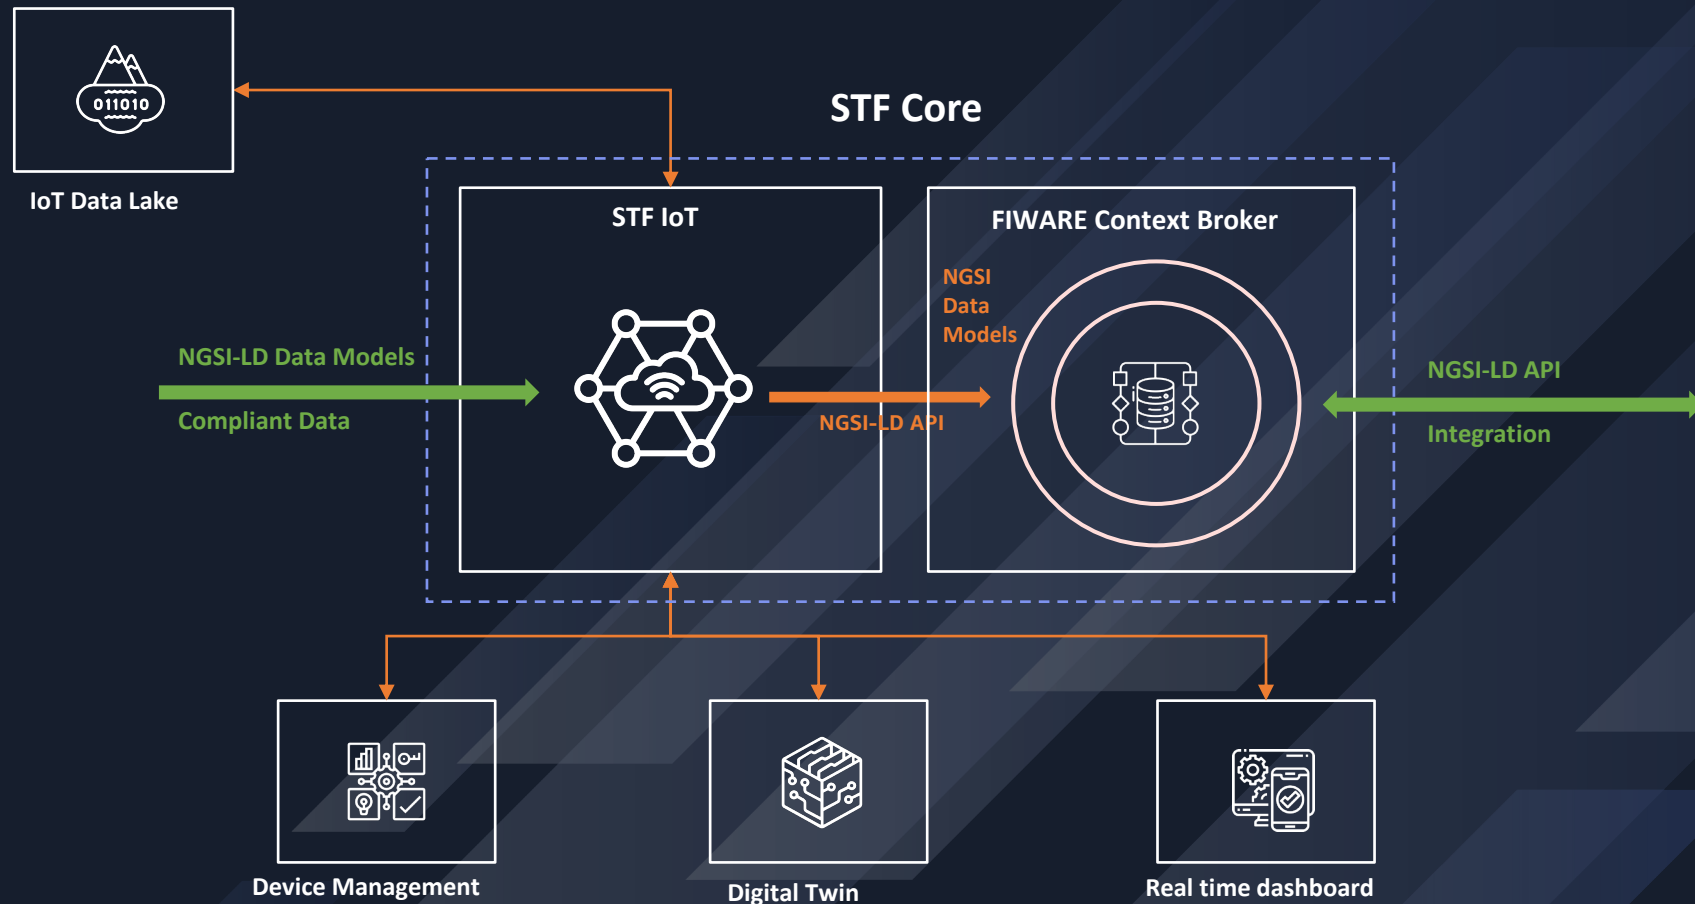 STF Core
011010
IoT Data Lake
STF IoT
FIWARE Context Broker
NGSI
Data
Models
NGSI-LD Data Models
Compliant Data
NGSI-LD API
NGSI-LD API
Integration
Device Management
Digital Twin
Real time dashboard